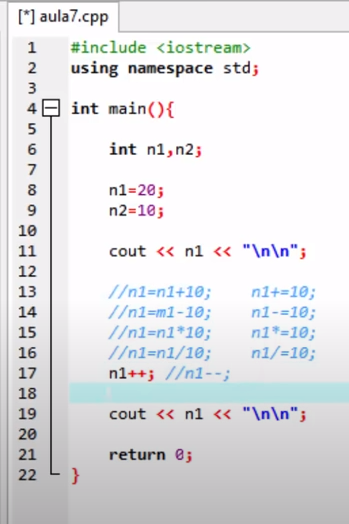 [*] aula7.cpp
1 #include <iostream>
2 using namespace std;
3
4 int main(){
5
6 int n1,n2;
7
8 n1=20;
9 n2=10;
10
11 cout << n1 << "\n\n";
12
13 //n1=n1+10; n1+=10;
14 //n1=m1-10; n1-=10;
15 //n1=n1*10; n1*=10;
16 //n1=n1/10; n1/=10;
17 n1++; //n1--;
18
19 cout << n1 << "\n\n";
20
21 return 0;
22 }